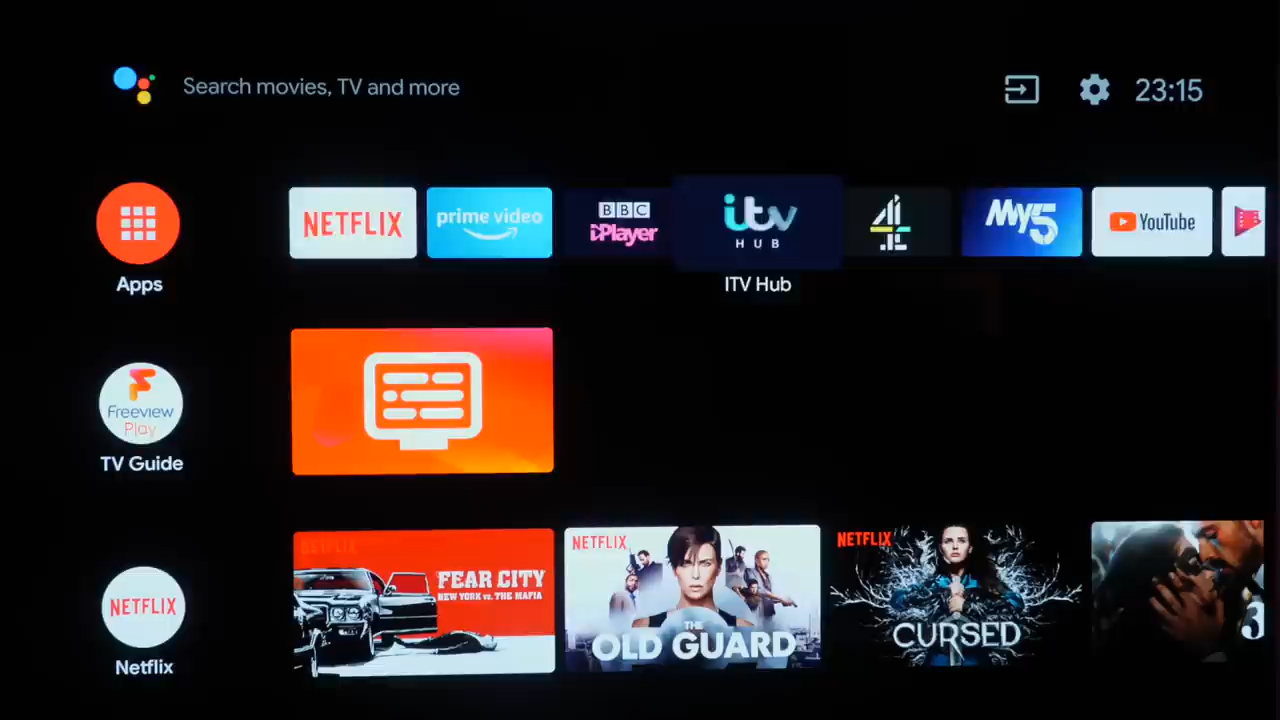 Search movies, TV and more
23:15
NETFLIX
prime video
BBC
iPlayer
itv
HUB
4
My5
YouTube
Apps
ITV Hub
Freeview
Play
TV Guide
NETFLIX
FEAR CITY
NEW YORK vs. THE MAFIA
NETFLIX
THE
OLD GUARD
NETFLIX
CURSED
3
NETFLIX
Netflix